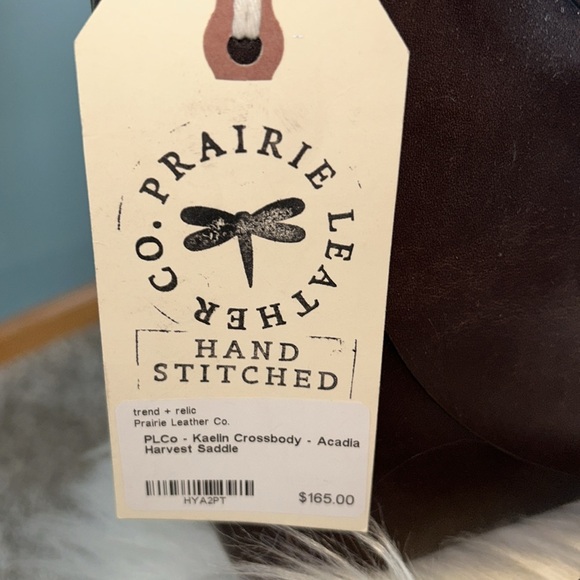 PRAIRIE LEATHER CO.
HAND
STITCHED
trend + relic
Prairie Leather Co.
PLCo - Kaelin Crossbody - Acadia
Harvest Saddle
HYA2PT
$165.00